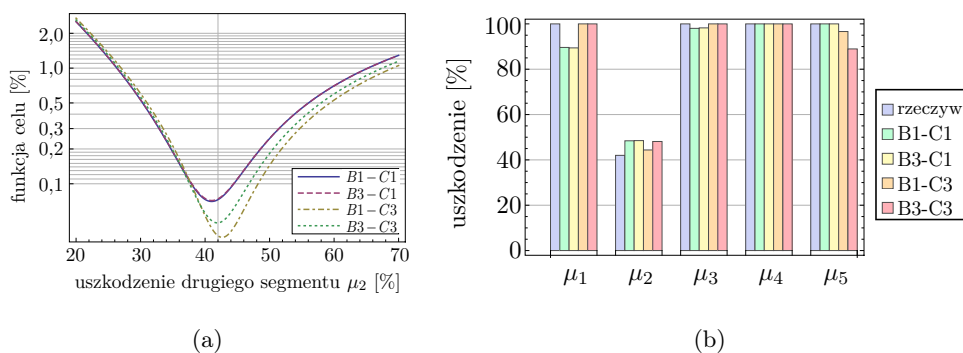 funkcja celu [%]
2,0
1,0
0,5
0,3
0,2
0,1
B1−C1
B3−C1
B1−C3
B3−C3
20 30 42 50 60 70
uszkodzenie drugiego segmentu μ2 [%]
(a)
uszkodzenie [%]
100
80
60
40
20
0
μ1 μ2 μ3 μ4 μ5
rzeczyw
B1-C1
B3-C1
B1-C3
B3-C3
(b)